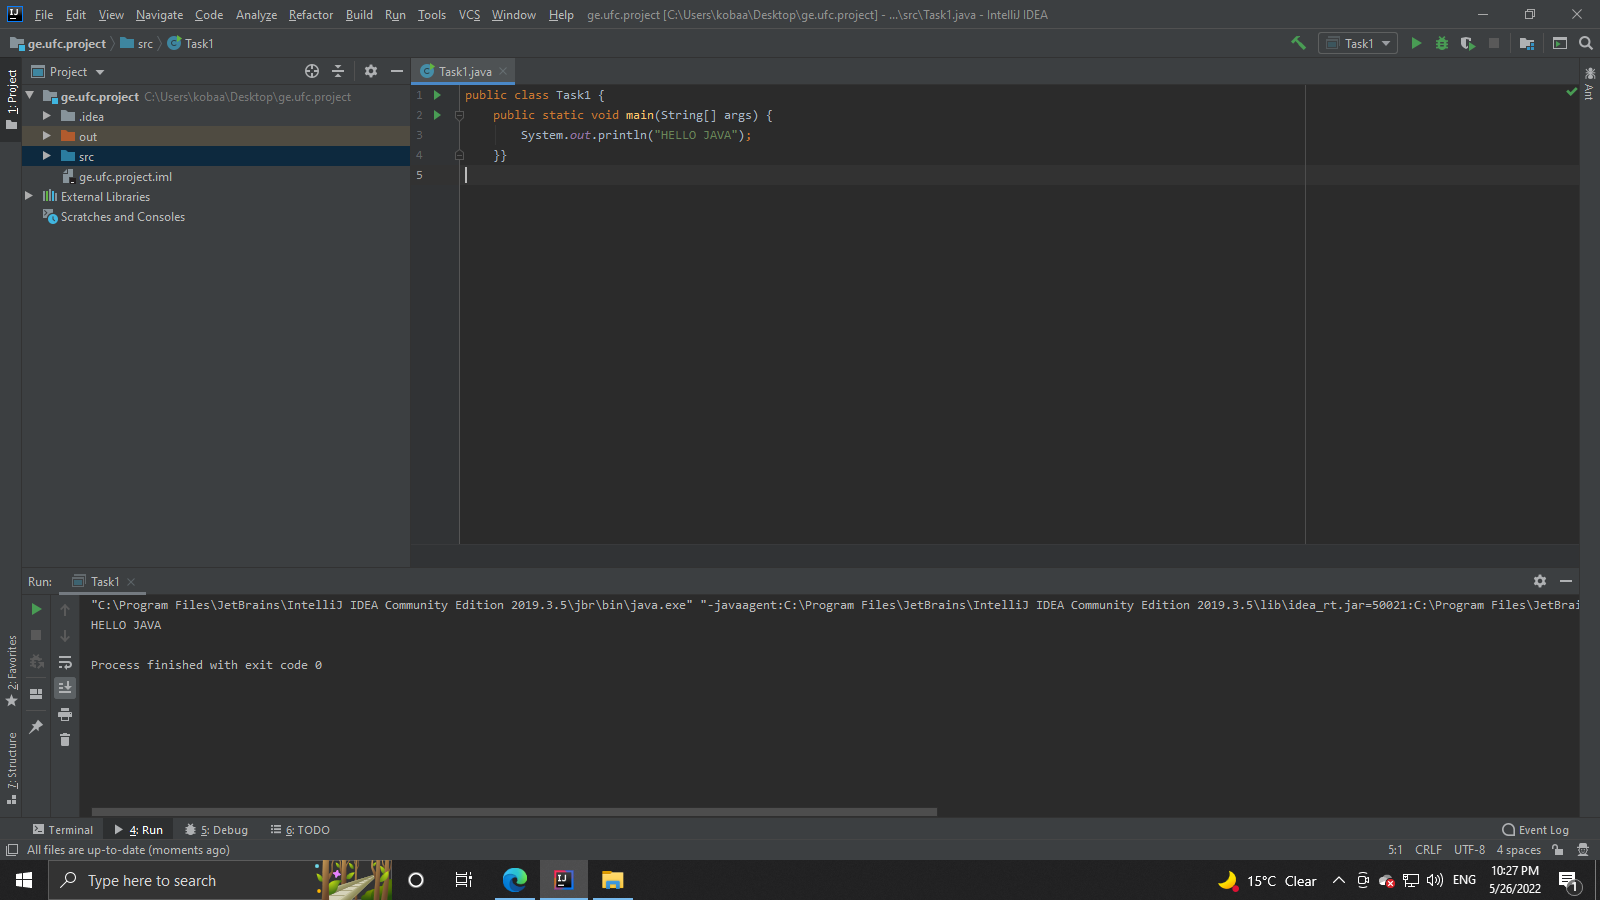 File Edit View Navigate Code Analyze Refactor Build Run Tools VCS Window Help ge.ufc.project [C:\Users\kobaa\Desktop\ge.ufc.project] - ...\src\Task1.java - IntelliJ IDEA
ge.ufc.project src Task1
Task1
Project
Task1.java
1: Project
Ant
ge.ufc.project C:\Users\kobaa\Desktop\ge.ufc.project
.idea
out
src
ge.ufc.project.iml
External Libraries
Scratches and Consoles
1 public class Task1 {
2 public static void main(String[] args) {
3 System.out.println("HELLO JAVA");
4 }}
5
Run: Task1
"C:\Program Files\JetBrains\IntelliJ IDEA Community Edition 2019.3.5\jbr\bin\java.exe" "-javaagent:C:\Program Files\JetBrains\IntelliJ IDEA Community Edition 2019.3.5\lib\idea_rt.jar=50021:C:\Program Files\JetBrai
HELLO JAVA
Process finished with exit code 0
2: Favorites
7: Structure
Terminal 4: Run 5: Debug 6: TODO Event Log
All files are up-to-date (moments ago) 5:1 CRLF UTF-8 4 spaces
Type here to search
15°C Clear
ENG
10:27 PM
5/26/2022
1